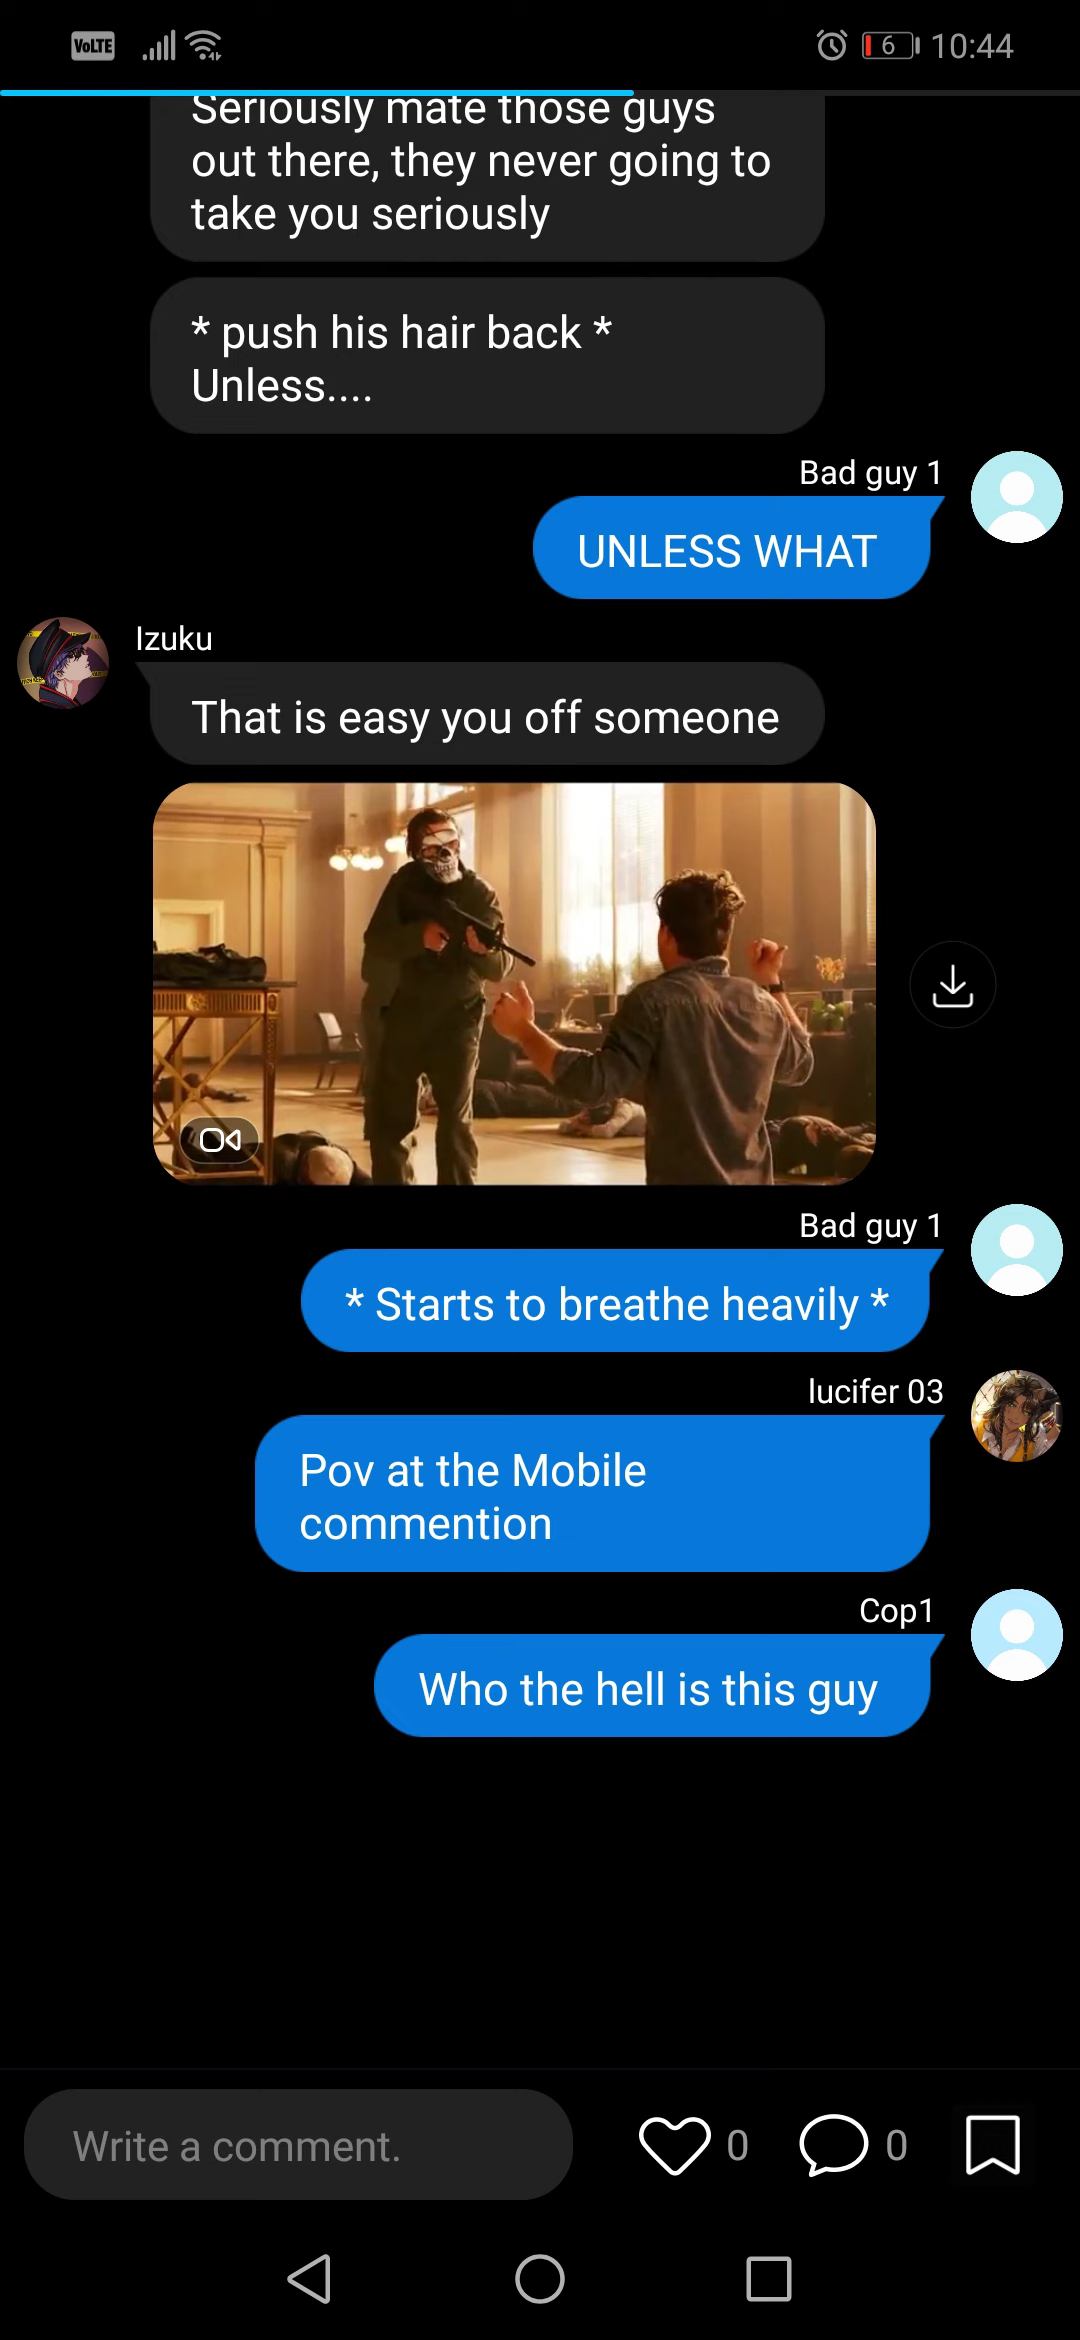 VoLTE
6
10:44
Seriously mate those guys
out there, they never going to
take you seriously
* push his hair back *
Unless....
Bad guy 1
UNLESS WHAT
Izuku
That is easy you off someone
Bad guy 1
* Starts to breathe heavily *
lucifer 03
Pov at the Mobile
commention
Cop1
Who the hell is this guy
Write a comment.
0
0